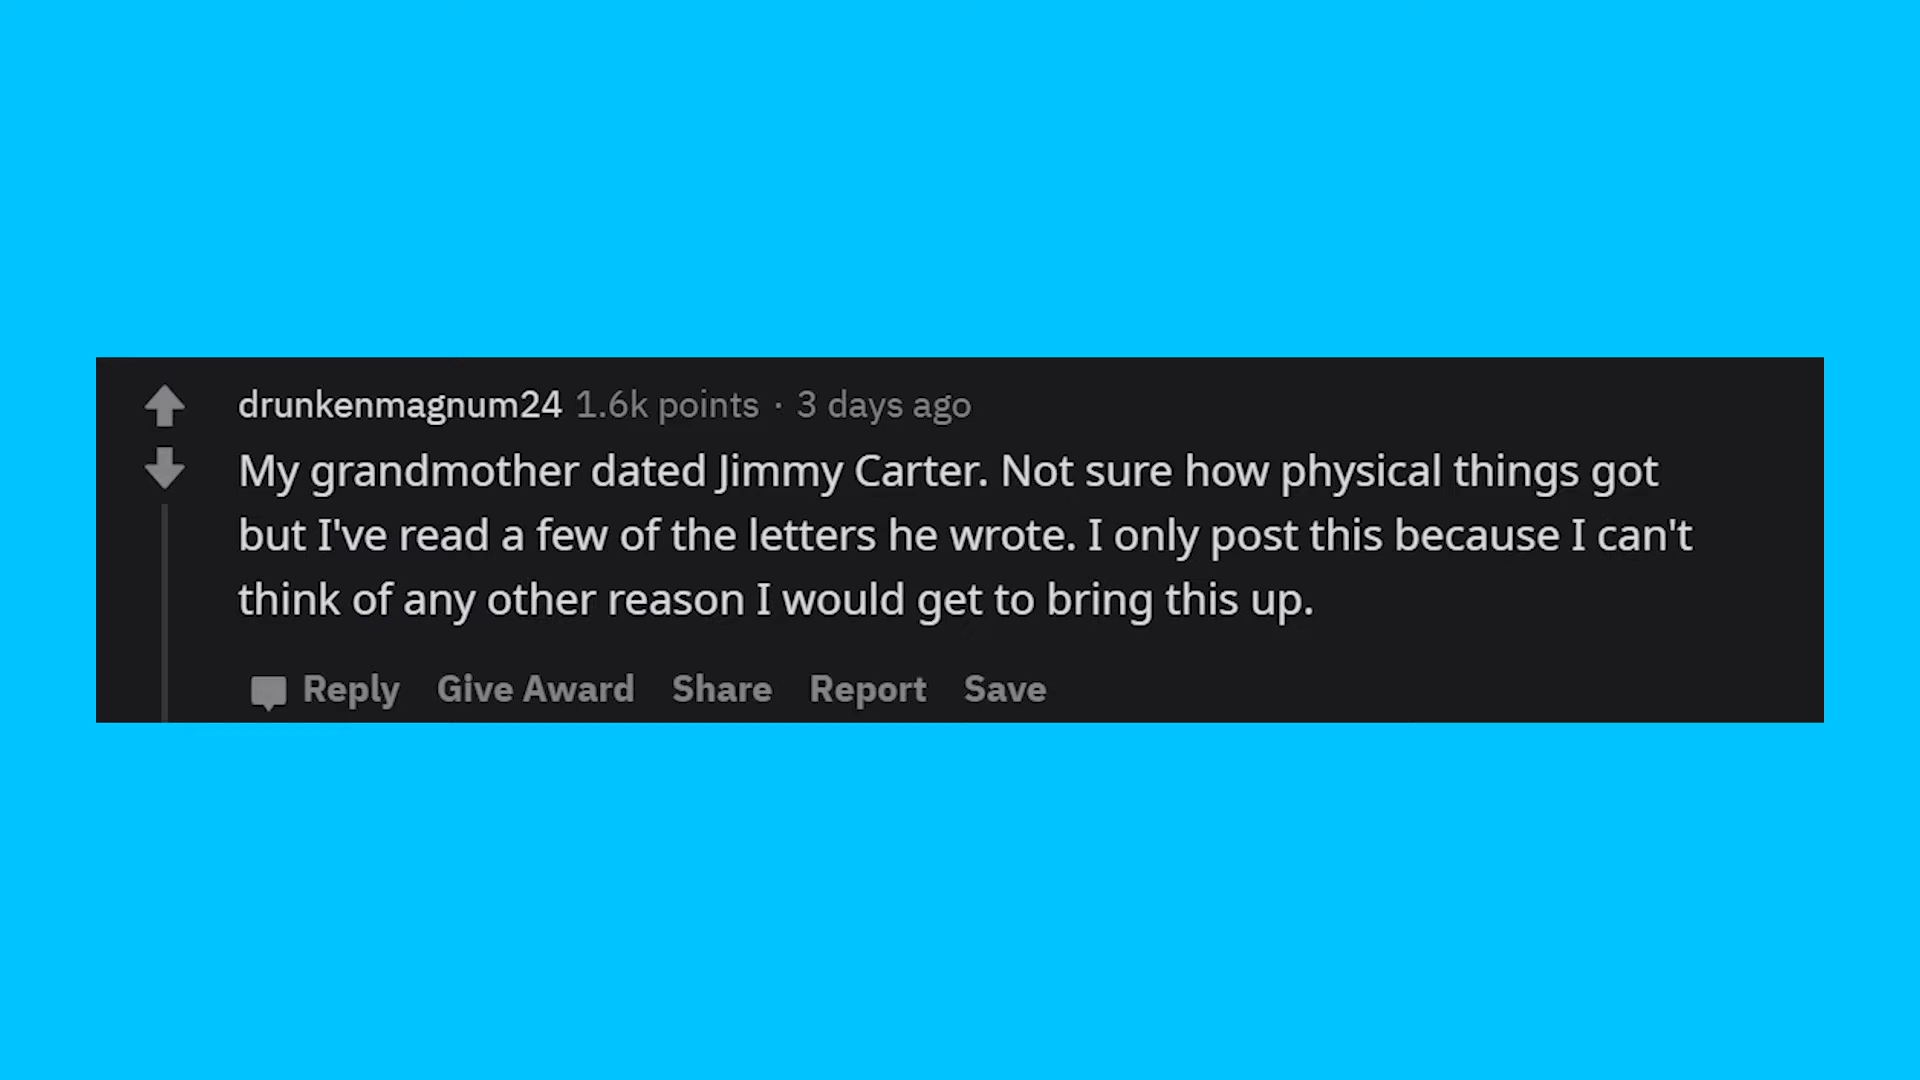 drunkenmagnum24 1.6k points · 3 days ago
My grandmother dated Jimmy Carter. Not sure how physical things got
but I've read a few of the letters he wrote. I only post this because I can't
think of any other reason I would get to bring this up.
Reply Give Award Share Report Save